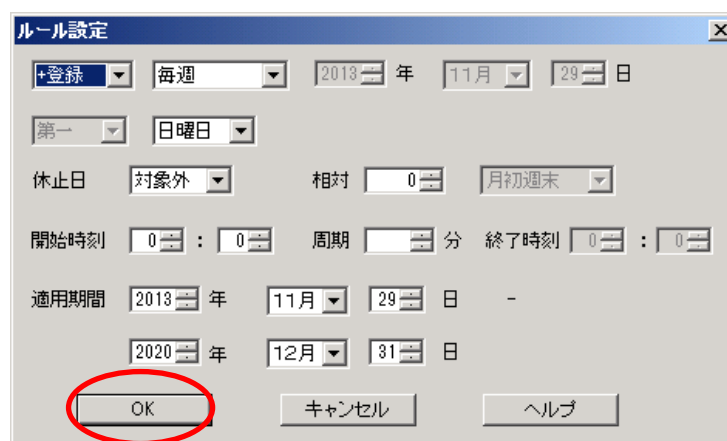 ルール設定
+登録 毎週 2013 年 11月 29 日
第一 日曜日
休止日 対象外 相対 0 月初週末
開始時刻 0 : 0 周期 分 終了時刻 0 : 0
適用期間 2013 年 11月 29 日 -
2020 年 12月 31 日
OK キャンセル ヘルプ